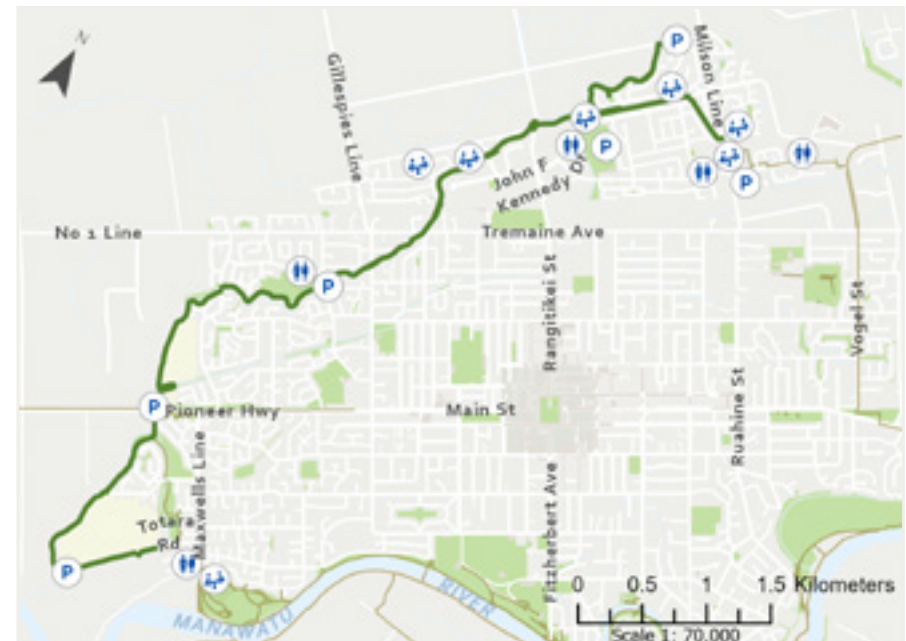 N
Milson Line
P
Gillespies Line
John F
Kennedy Dr
P
P
No 1 Line
Tremaine Ave
P
Rangitikei St
Vogel St
P
Pioneer Hwy
Main St
Ruahine St
Maxwells Line
Totara
Rd
Fitzherbert Ave
P
MANAWATU
RIVER
0 0.5 1 1.5 Kilometers
Scale 1: 70,000